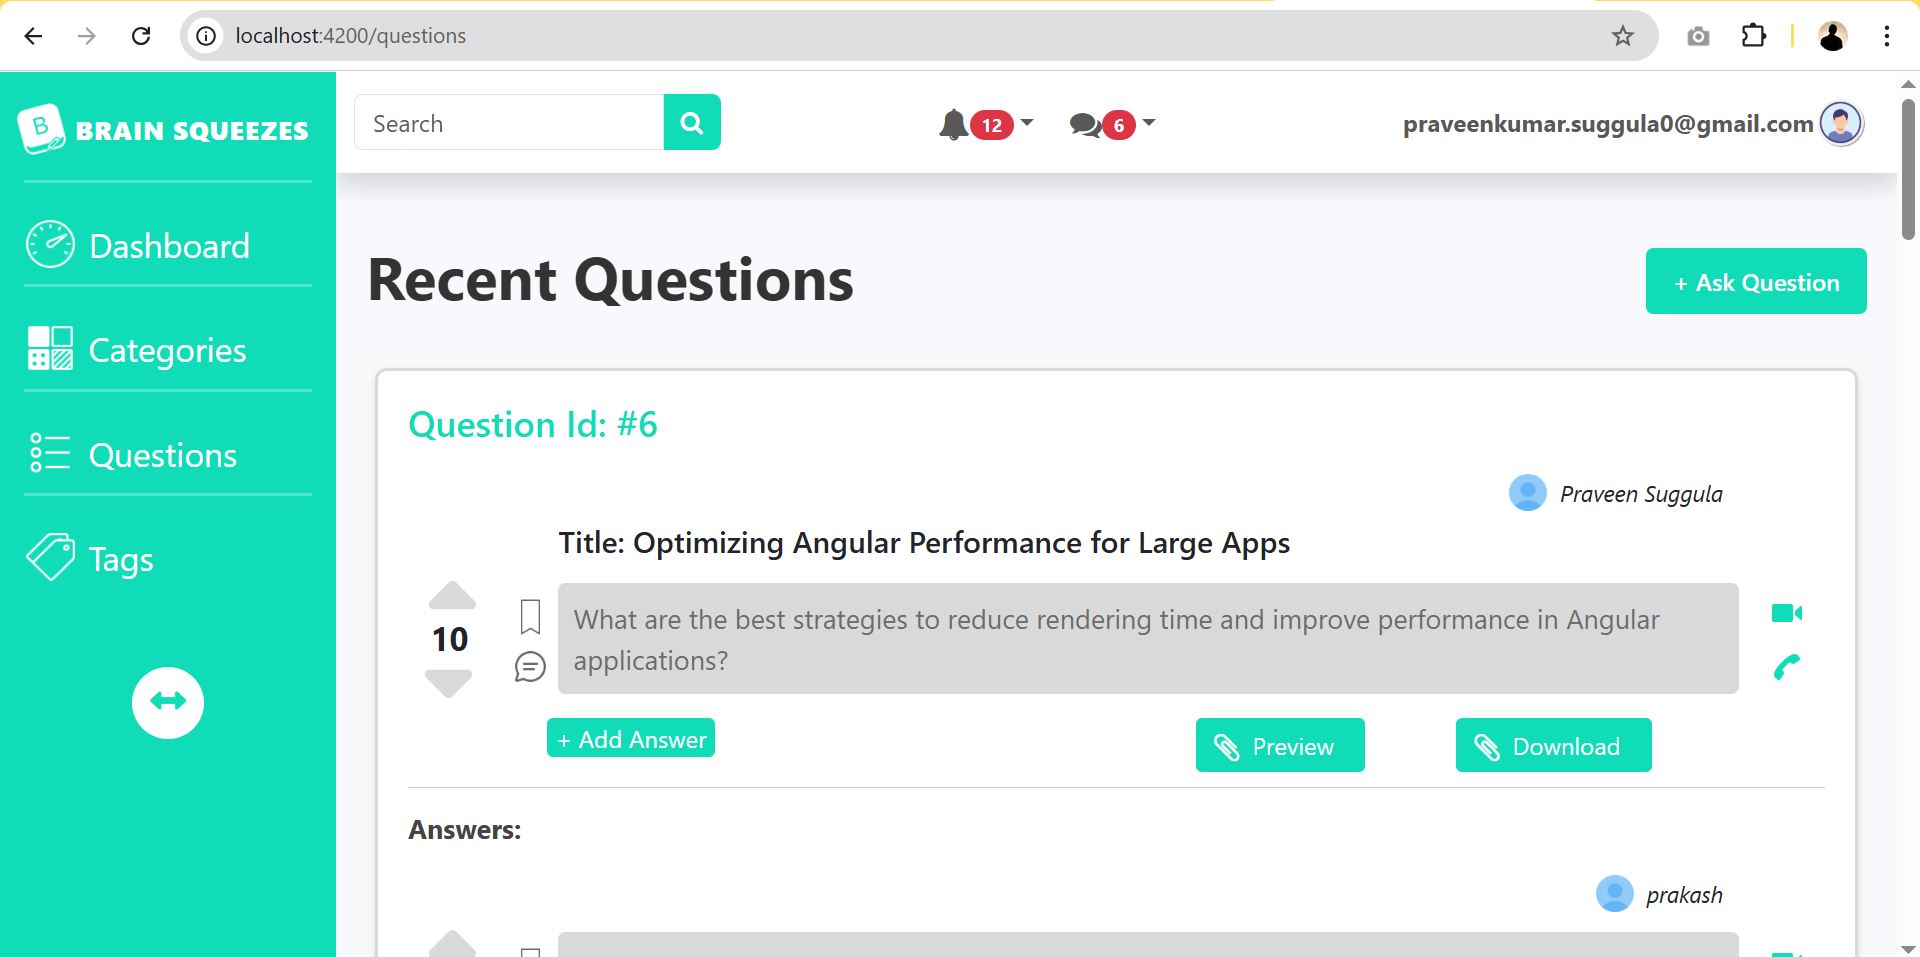 localhost:4200/questions
B
BRAIN SQUEEZES
Search
12
6
praveenkumar.suggula0@gmail.com
Dashboard
Categories
Questions
Tags
Recent Questions
+ Ask Question
Question Id: #6
Praveen Suggula
Title: Optimizing Angular Performance for Large Apps
10
What are the best strategies to reduce rendering time and improve performance in Angular
applications?
+ Add Answer
Preview
Download
Answers:
prakash